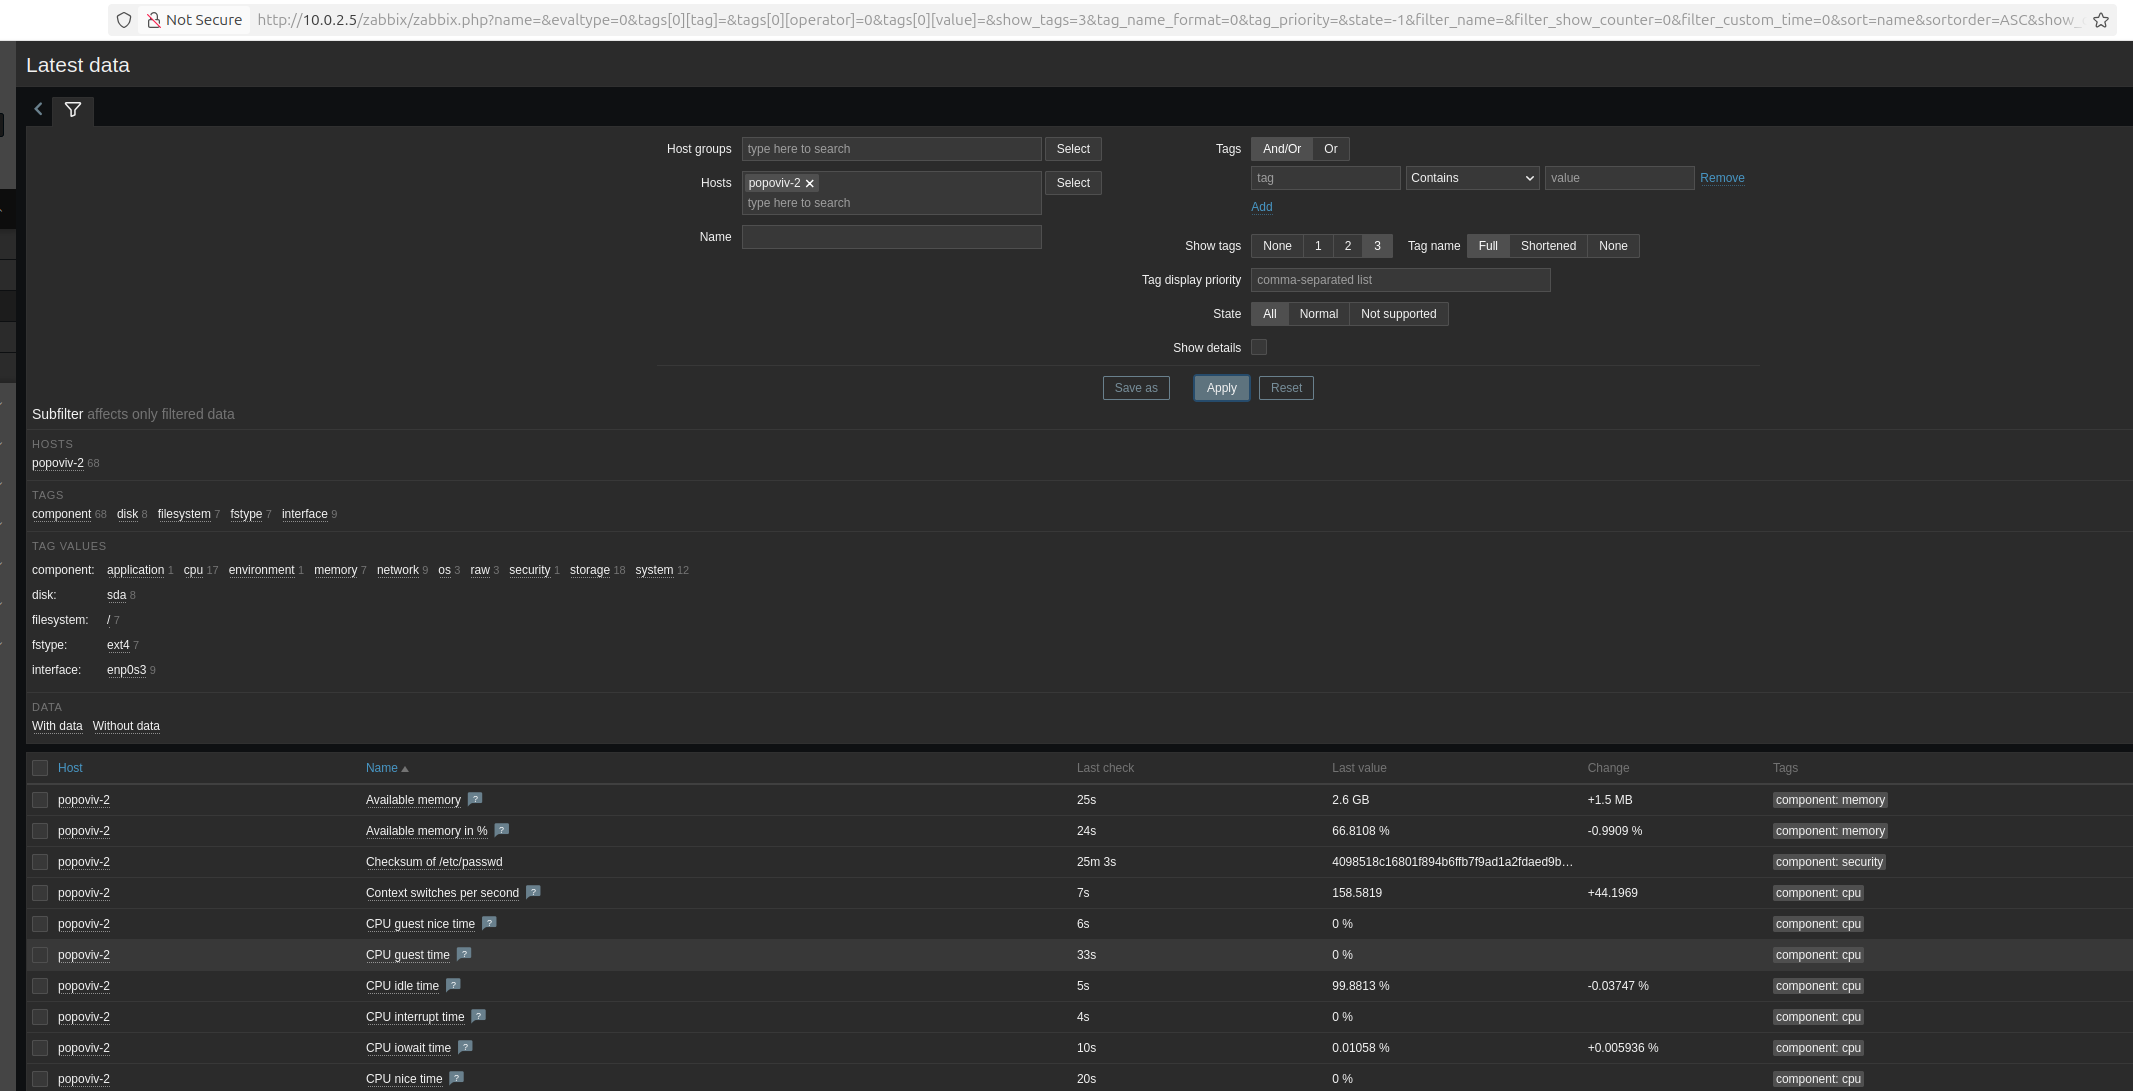 Not Secure http://10.0.2.5/zabbix/zabbix.php?name=&evaltype=0&tags[0][tag]=&tags[0][operator]=0&tags[0][value]=&show_tags=3&tag_name_format=0&tag_priority=&state=-1&filter_name=&filter_show_counter=0&filter_custom_time=0&sort=name&sortorder=ASC&show_
Latest data
Host groups type here to search Select
Hosts popoviv-2 Select
type here to search
Name
Tags And/Or Or
tag Contains value Remove
Add
Show tags None 1 2 3 Tag name Full Shortened None
Tag display priority comma-separated list
State All Normal Not supported
Show details
Save as Apply Reset
Subfilter affects only filtered data
HOSTS
popoviv-2 68
TAGS
component 68 disk 8 filesystem 7 fstype 7 interface 9
TAG VALUES
component: application 1 cpu 17 environment 1 memory 7 network 9 os 3 raw 3 security 1 storage 18 system 12
disk: sda 8
filesystem: / 7
fstype: ext4 7
interface: enp0s3 9
DATA
With data Without data
Host Name Last check Last value Change Tags
popoviv-2 Available memory ? 25s 2.6 GB +1.5 MB component: memory
popoviv-2 Available memory in % ? 24s 66.8108 % -0.9909 % component: memory
popoviv-2 Checksum of /etc/passwd 25m 3s 4098518c16801f894b6ffb7f9ad1a2fdaed9b... component: security
popoviv-2 Context switches per second ? 7s 158.5819 +44.1969 component: cpu
popoviv-2 CPU guest nice time ? 6s 0 % component: cpu
popoviv-2 CPU guest time ? 33s 0 % component: cpu
popoviv-2 CPU idle time ? 5s 99.8813 % -0.03747 % component: cpu
popoviv-2 CPU interrupt time ? 4s 0 % component: cpu
popoviv-2 CPU iowait time ? 10s 0.01058 % +0.005936 % component: cpu
popoviv-2 CPU nice time ? 20s 0 % component: cpu